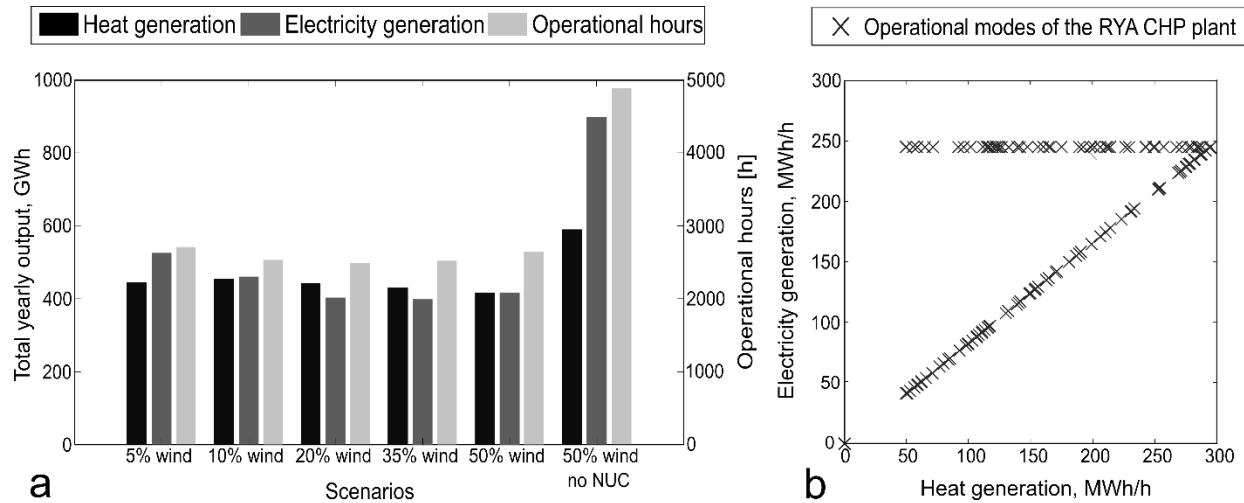 Heat generation Electricity generation Operational hours
Total yearly output, GWh
1000
800
600
400
200
0
5000
4000
3000
2000
1000
0
Operational hours [h]
5% wind 10% wind 20% wind 35% wind 50% wind 50% wind
no NUC
Scenarios
a
Operational modes of the RYA CHP plant
Electricity generation, MWh/h
300
250
200
150
100
50
0
0 50 100 150 200 250 300
Heat generation, MWh/h
b